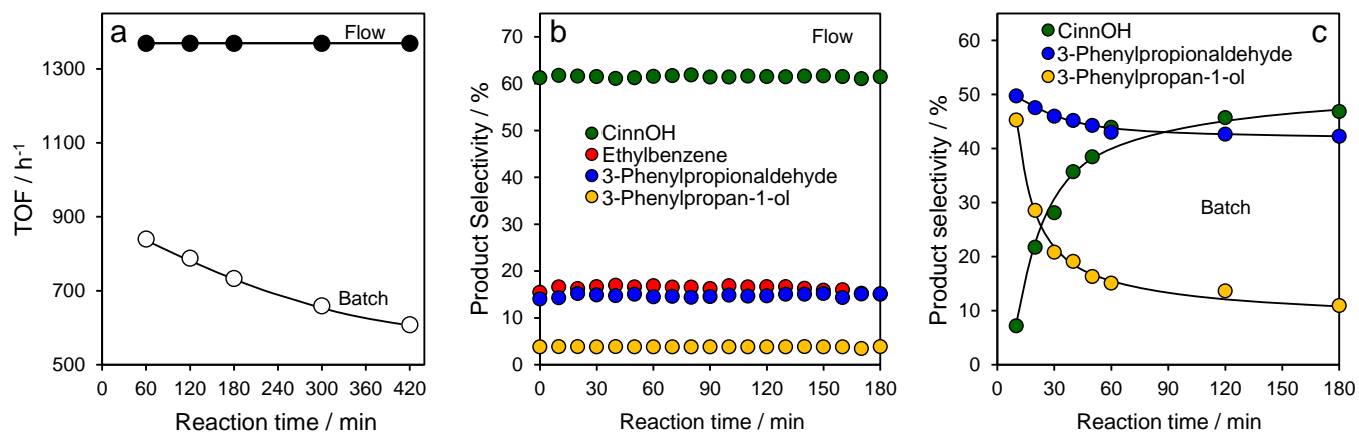 a
Flow
Batch
TOF / h-1
1300
1100
900
700
500
0 60 120 180 240 300 360 420
Reaction time / min
b
Flow
CinnOH
Ethylbenzene
3-Phenylpropionaldehyde
3-Phenylpropan-1-ol
Product Selectivity / %
70
60
50
40
30
20
10
0
0 30 60 90 120 150 180
Reaction time / min
c
CinnOH
3-Phenylpropionaldehyde
3-Phenylpropan-1-ol
Batch
Product selectivity / %
60
50
40
30
20
10
0
0 30 60 90 120 150 180
Reaction time / min